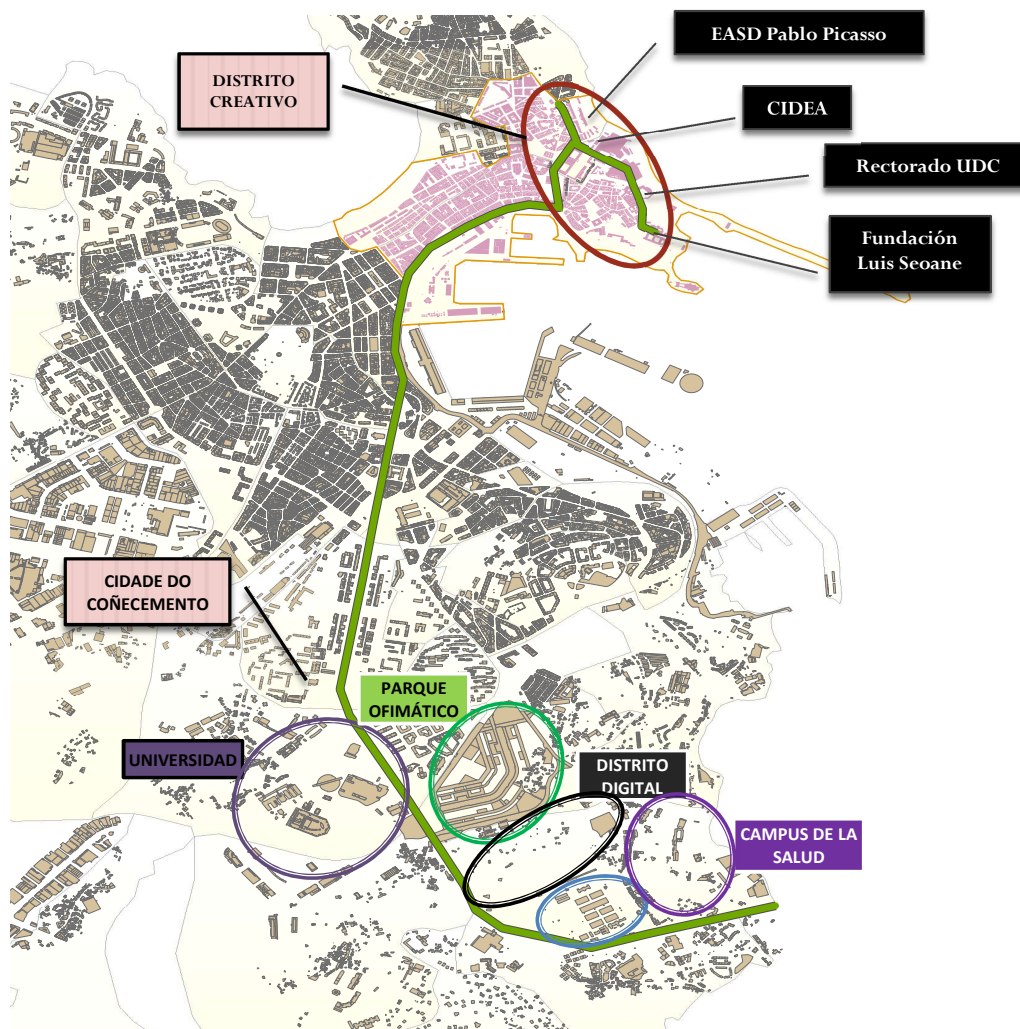 EASD Pablo Picasso
DISTRITO
CREATIVO
CIDEA
Rectorado UDC
Fundación
Luis Seoane
CIDADE DO
COÑECEMENTO
PARQUE
OFIMÁTICO
UNIVERSIDAD
DISTRITO
DIGITAL
CAMPUS DE LA
SALUD